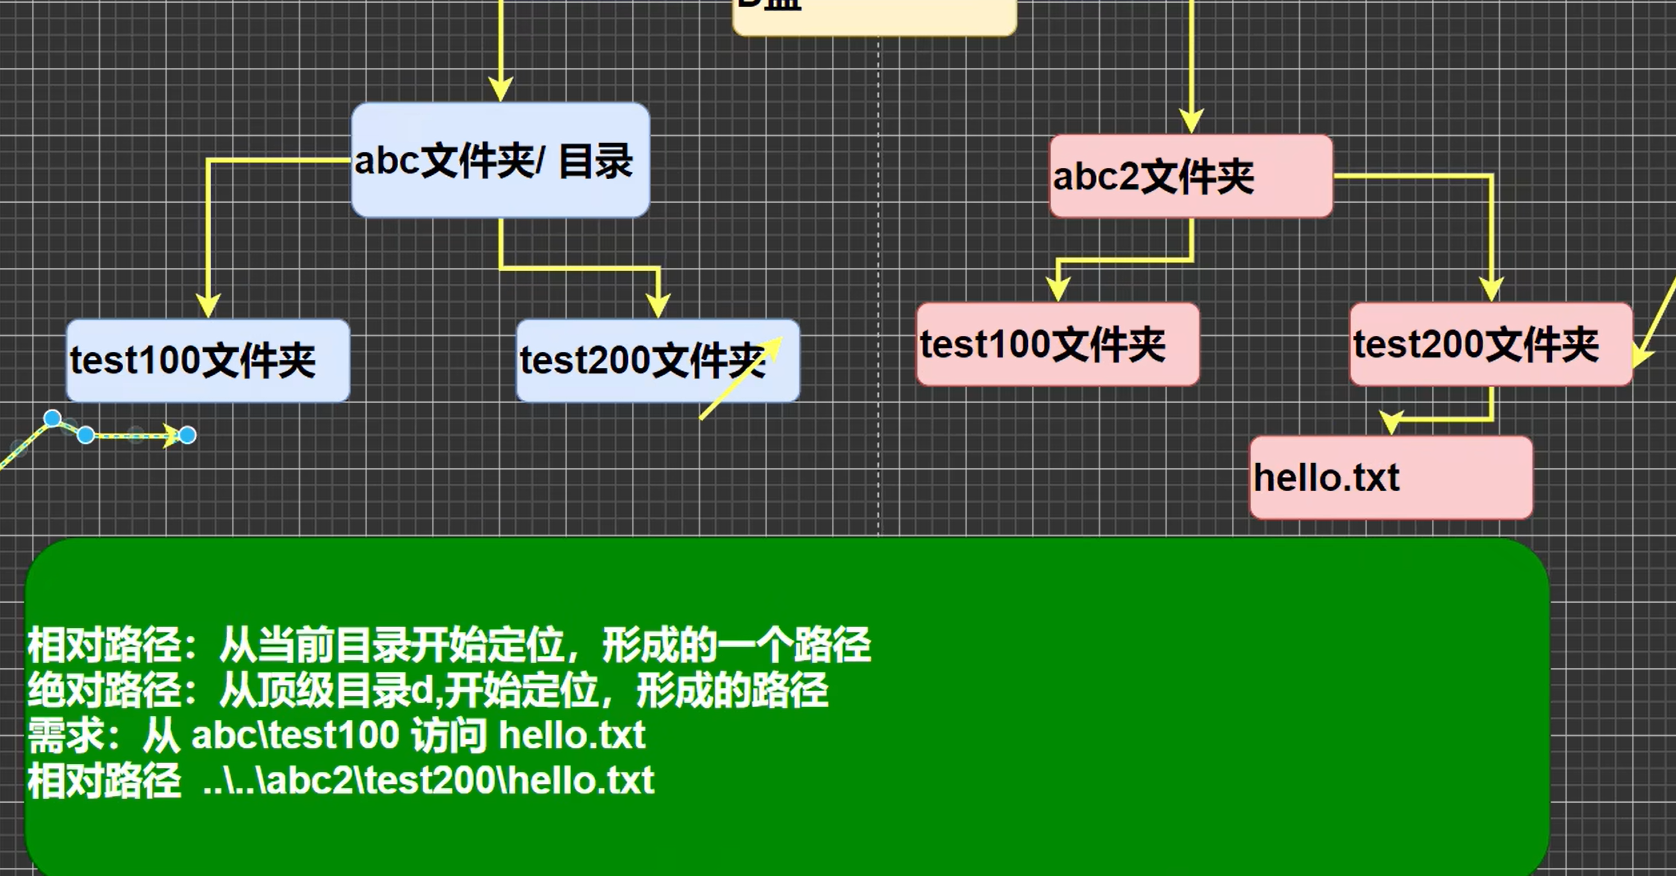 abc文件夹/ 目录
abc2文件夹
test100文件夹
test200文件夹
test100文件夹
test200文件夹
hello.txt
相对路径：从当前目录开始定位，形成的一个路径
绝对路径：从顶级目录d,开始定位，形成的路径
需求：从 abc\test100 访问 hello.txt
相对路径 ..\..\abc2\test200\hello.txt